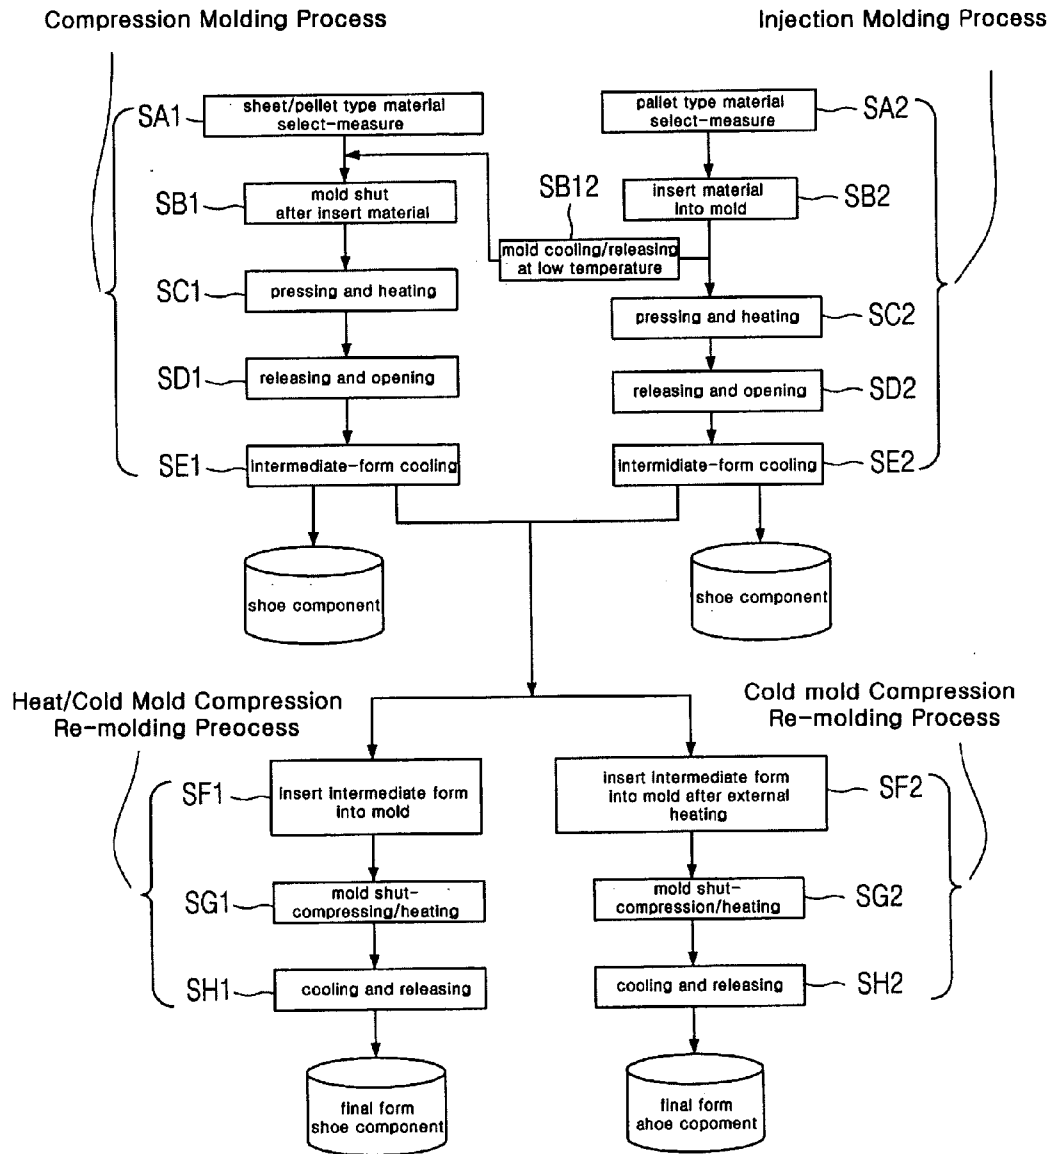 Compression Molding Process
Injection Molding Process
SA1
sheet/pellet type material
select-measure
pallet type material
select-measure
SA2
SB1
mold shut
after insert material
SB12
insert material
into mold
SB2
mold cooling/releasing
at low temperature
SC1
pressing and heating
pressing and heating
SC2
SD1
releasing and opening
releasing and opening
SD2
SE1
intermediate-form cooling
intermidiate-form cooling
SE2
shoe component
shoe component
Heat/Cold Mold Compression
Re-molding Preocess
Cold mold Compression
Re-molding Process
SF1
insert intermediate form
into mold
insert intermediate form
into mold after external
heating
SF2
SG1
mold shut-
compressing/heating
mold shut-
compression/heating
SG2
SH1
cooling and releasing
cooling and releasing
SH2
final form
shoe component
final form
ahoe copoment